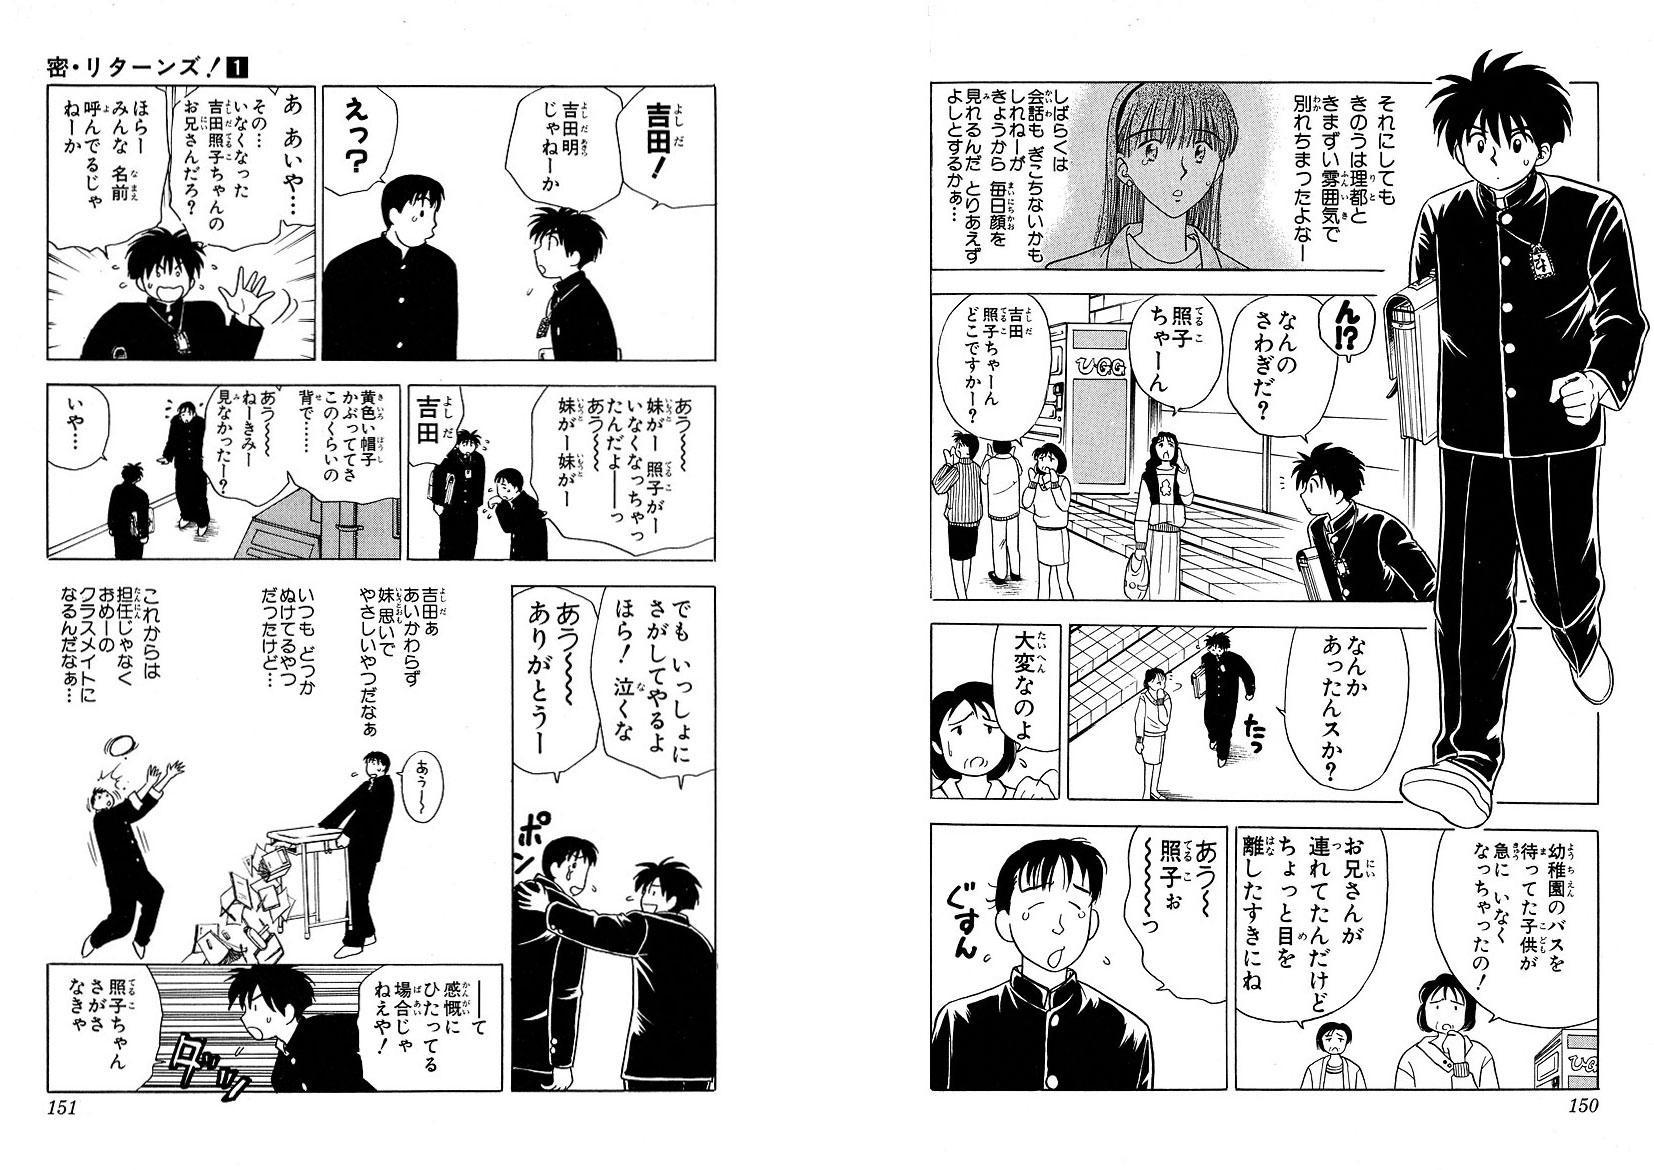 それにしても
きのうは理都と
きまずい雰囲気で
別れちまったよなー
しばらくは
会話も ぎこちないかも
しれねーが
きょうから 毎日顔を
見れるんだ とりあえず
よしとするかぁ…
ん!?
なんの
さわぎだ?
照子
ちゃーん
吉田
照子ちゃーん
どこですかー?
なんか
あったんスか?
たっ
大変なのよ
幼稚園のバスを
待ってた子供が
急に いなく
なっちゃったの!
お兄さんが
連れてたんだけど
ちょっと目を
離したすきにね
あう～
照子ぉ
～～～っ
ぐすん
150
密・リターンズ! 1
吉田!
吉田明
じゃねーか
えっ?
あ あいや…
その…
いなくなった
吉田照子ちゃんの
お兄さんだろ?
ほらー
みんな 名前
呼んでるじゃ
ねーか
あう～～
妹がー 照子がー
いなくなっちゃっ
たんだよーーっ
あう～～
妹がー妹がー
吉田
黄色い帽子
かぶっててさ
このくらいの
背で……
あう～～
ねーきみー
見なかったー?
いや…
でも いっしょに
さがしてやるよ
ほら! 泣くな
あう～～～
ありがとうー
ポン
吉田ぁ
あいかわらず
妹思いで
やさしいやつだなぁ
いつも どっか
ぬけてるやつ
だったけど…
これからは
担任じゃなく
おめーの
クラスメイトに
なるんだなぁ…
あぅ～
ーーて
感慨に
ひたってる
場合じゃ
ねえや!
照子ちゃん
さがさ
なきゃ
ダッ
151